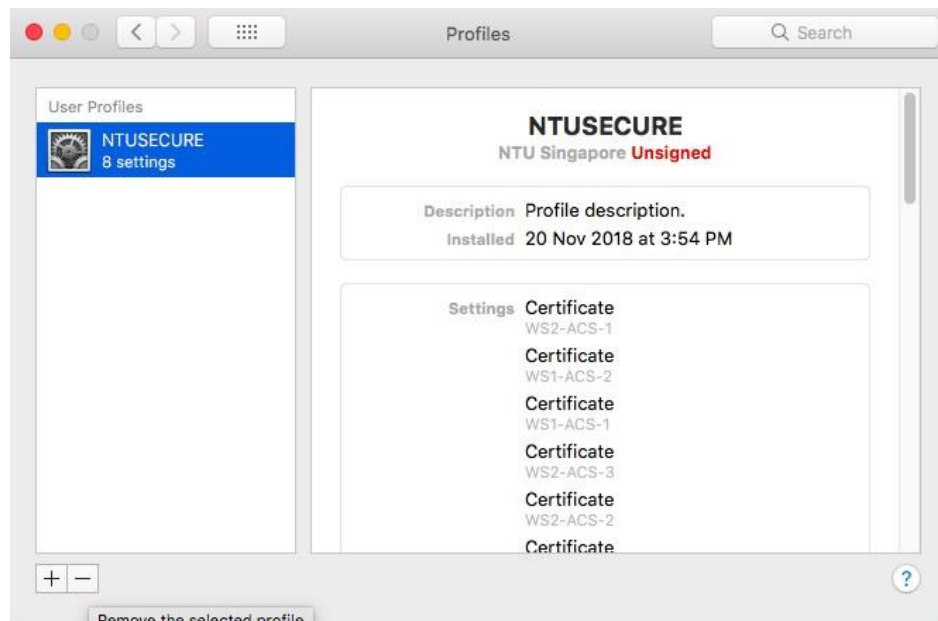 Profiles
Search
User Profiles
NTUSECURE
8 settings
NTUSECURE
NTU Singapore Unsigned
Description Profile description.
Installed 20 Nov 2018 at 3:54 PM
Settings Certificate
WS2-ACS-1
Certificate
WS1-ACS-2
Certificate
WS1-ACS-1
Certificate
WS2-ACS-3
Certificate
WS2-ACS-2
Certificate
+ −
?
Remove the selected profile